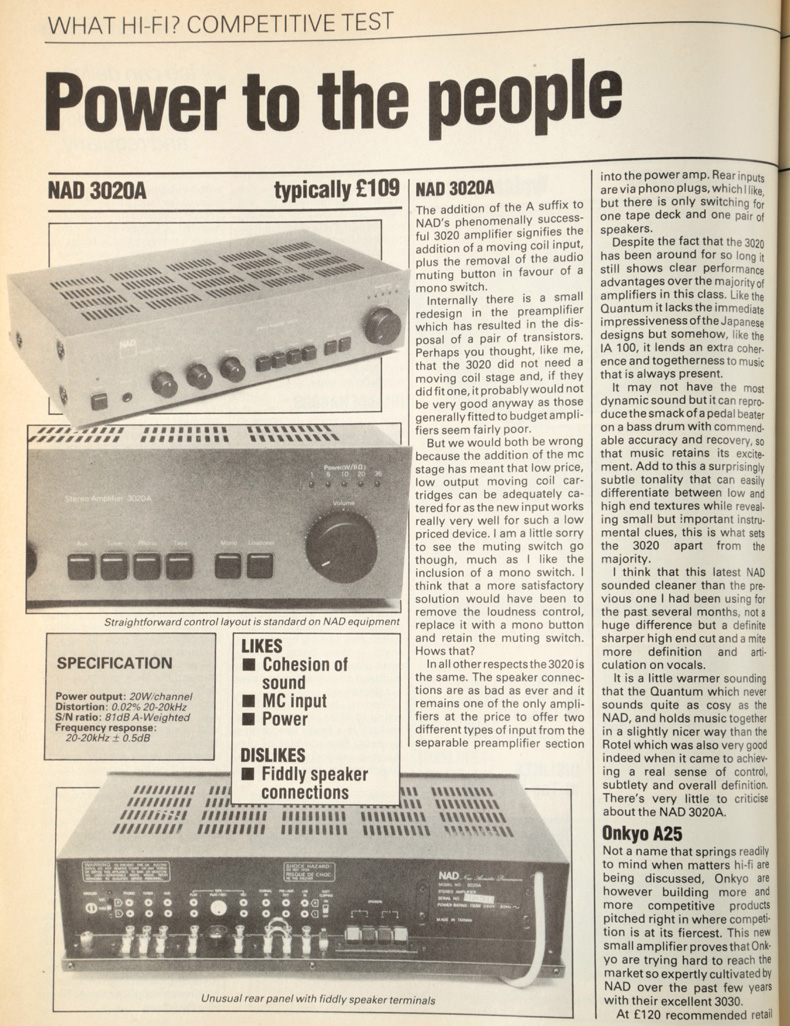 WHAT HI-FI? COMPETITIVE TEST
Power to the people
NAD 3020A typically £109
NAD
Power(W/8Ω)
1 5 10 20 35
Stereo Amplifier 3020A
Volume
Aux Tuner Phono Tape Mono Loudness
Straightforward control layout is standard on NAD equipment
SPECIFICATION
Power output: 20W/channel
Distortion: 0.02% 20-20kHz
S/N ratio: 81dB A-Weighted
Frequency response:
20-20kHz ± 0.5dB
LIKES
■ Cohesion of
sound
■ MC input
■ Power
DISLIKES
■ Fiddly speaker
connections
SHOCK HAZARD:
NAD
MODEL NO. 3020A
STEREO AMPLIFIER
SERIAL NO
MADE IN TAIWAN
Unusual rear panel with fiddly speaker terminals
NAD 3020A
The addition of the A suffix to
NAD's phenomenally success-
ful 3020 amplifier signifies the
addition of a moving coil input,
plus the removal of the audio
muting button in favour of a
mono switch.
Internally there is a small
redesign in the preamplifier
which has resulted in the dis-
posal of a pair of transistors.
Perhaps you thought, like me,
that the 3020 did not need a
moving coil stage and, if they
did fit one, it probably would not
be very good anyway as those
generally fitted to budget ampli-
fiers seem fairly poor.
But we would both be wrong
because the addition of the mc
stage has meant that low price,
low output moving coil car-
tridges can be adequately ca-
tered for as the new input works
really very well for such a low
priced device. I am a little sorry
to see the muting switch go
though, much as I like the
inclusion of a mono switch. I
think that a more satisfactory
solution would have been to
remove the loudness control,
replace it with a mono button
and retain the muting switch.
Hows that?
In all other respects the 3020 is
the same. The speaker connec-
tions are as bad as ever and it
remains one of the only ampli-
fiers at the price to offer two
different types of input from the
separable preamplifier section
into the power amp. Rear inputs
are via phono plugs, which I like,
but there is only switching for
one tape deck and one pair of
speakers.
Despite the fact that the 3020
has been around for so long it
still shows clear performance
advantages over the majority of
amplifiers in this class. Like the
Quantum it lacks the immediate
impressiveness of the Japanese
designs but somehow, like the
IA 100, it lends an extra coher-
ence and togetherness to music
that is always present.
It may not have the most
dynamic sound but it can repro-
duce the smack of a pedal beater
on a bass drum with commend-
able accuracy and recovery, so
that music retains its excite-
ment. Add to this a surprisingly
subtle tonality that can easily
differentiate between low and
high end textures while reveal-
ing small but important instru-
mental clues, this is what sets
the 3020 apart from the
majority.
I think that this latest NAD
sounded cleaner than the pre-
vious one I had been using for
the past several months, not a
huge difference but a definite
sharper high end cut and a mite
more definition and arti-
culation on vocals.
It is a little warmer sounding
that the Quantum which never
sounds quite as cosy as the
NAD, and holds music together
in a slightly nicer way than the
Rotel which was also very good
indeed when it came to achiev-
ing a real sense of control,
subtlety and overall definition.
There's very little to criticise
about the NAD 3020A.
Onkyo A25
Not a name that springs readily
to mind when matters hi-fi are
being discussed, Onkyo are
however building more and
more competitive products
pitched right in where competi-
tion is at its fiercest. This new
small amplifier proves that Onk-
yo are trying hard to reach the
market so expertly cultivated by
NAD over the past few years
with their excellent 3030.
At £120 recommended retail